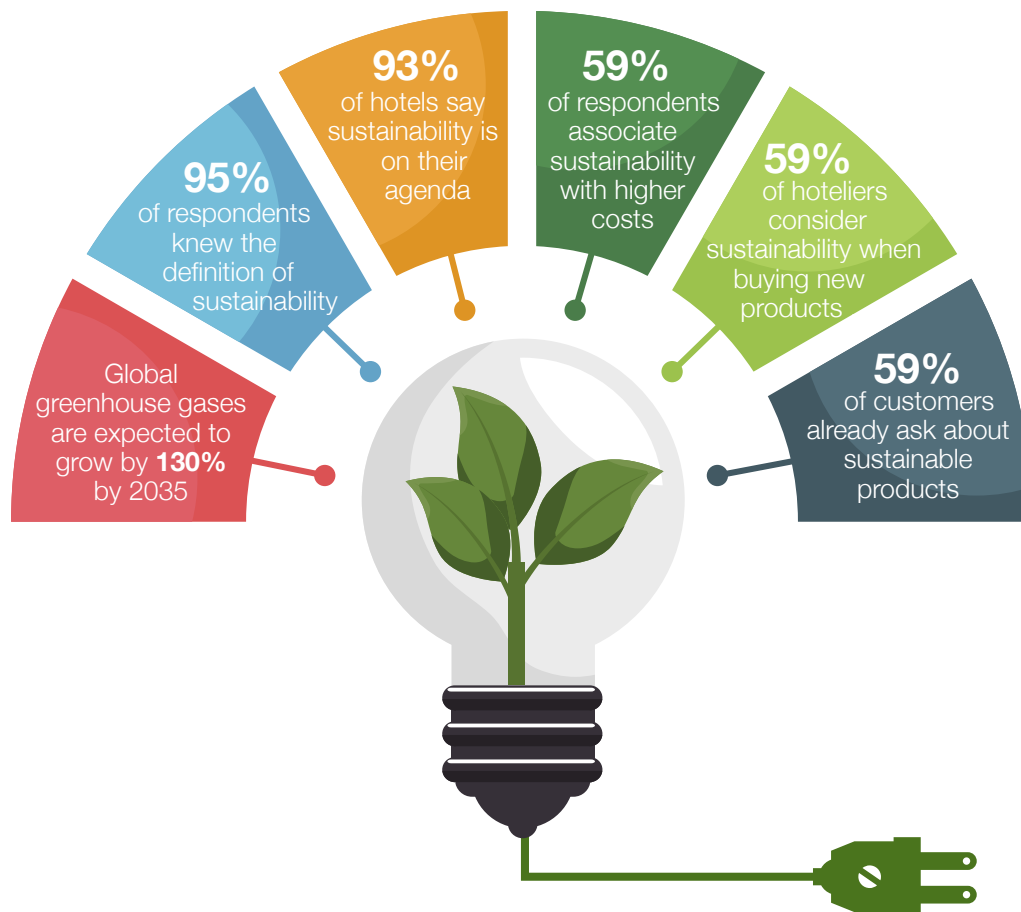 Global
greenhouse gases
are expected to
grow by 130%
by 2035
95%
of respondents
knew the
definition of
sustainability
93%
of hotels say
sustainability is
on their
agenda
59%
of respondents
associate
sustainability
with higher
costs
59%
of hoteliers
consider
sustainability when
buying new
products
59%
of customers
already ask about
sustainable
products